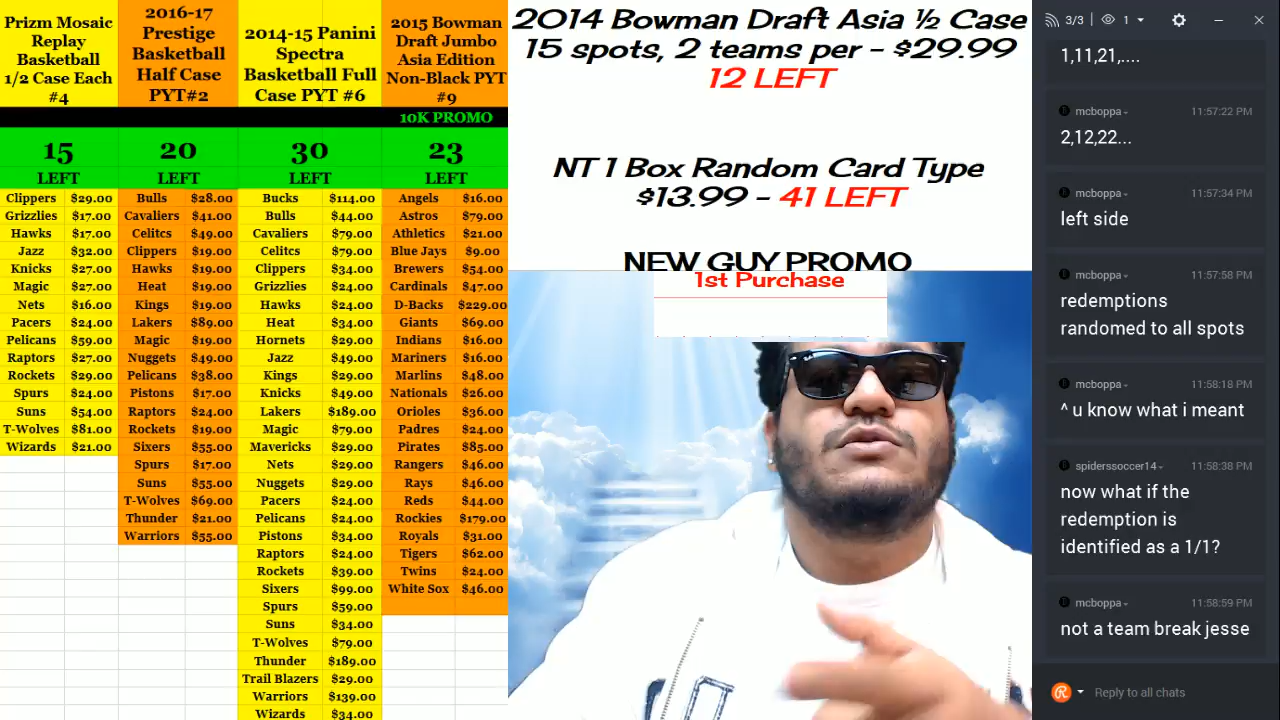 Prizm Mosaic
Replay
Basketball
1/2 Case Each
#4
2016-17
Prestige
Basketball
Half Case
PYT#2
2014-15 Panini
Spectra
Basketball Full
Case PYT #6
2015 Bowman
Draft Jumbo
Asia Edition
Non-Black PYT
#9
10K PROMO
15
LEFT
20
LEFT
30
LEFT
23
LEFT
Clippers $29.00
Grizzlies $17.00
Hawks $17.00
Jazz $32.00
Knicks $27.00
Magic $27.00
Nets $16.00
Pacers $24.00
Pelicans $59.00
Raptors $27.00
Rockets $29.00
Spurs $24.00
Suns $54.00
T-Wolves $81.00
Wizards $21.00
Bulls $28.00
Cavaliers $41.00
Celitcs $49.00
Clippers $19.00
Hawks $19.00
Heat $19.00
Kings $19.00
Lakers $89.00
Magic $19.00
Nuggets $49.00
Pelicans $38.00
Pistons $17.00
Raptors $24.00
Rockets $19.00
Sixers $55.00
Spurs $17.00
Suns $55.00
T-Wolves $69.00
Thunder $21.00
Warriors $55.00
Bucks $114.00
Bulls $44.00
Cavaliers $79.00
Celitcs $79.00
Clippers $34.00
Grizzlies $24.00
Hawks $24.00
Heat $34.00
Hornets $29.00
Jazz $49.00
Kings $29.00
Knicks $49.00
Lakers $189.00
Magic $79.00
Mavericks $29.00
Nets $29.00
Nuggets $29.00
Pacers $24.00
Pelicans $24.00
Pistons $34.00
Raptors $24.00
Rockets $39.00
Sixers $99.00
Spurs $59.00
Suns $34.00
T-Wolves $79.00
Thunder $189.00
Trail Blazers $29.00
Warriors $139.00
Wizards $34.00
Angels $16.00
Astros $79.00
Athletics $21.00
Blue Jays $9.00
Brewers $54.00
Cardinals $47.00
D-Backs $229.00
Giants $69.00
Indians $16.00
Mariners $16.00
Marlins $48.00
Nationals $26.00
Orioles $36.00
Padres $24.00
Pirates $85.00
Rangers $46.00
Rays $46.00
Reds $44.00
Rockies $179.00
Royals $31.00
Tigers $62.00
Twins $24.00
White Sox $46.00
2014 Bowman Draft Asia ½ Case
15 spots, 2 teams per - $29.99
12 LEFT
NT 1 Box Random Card Type
$13.99 - 41 LEFT
NEW GUY PROMO
1st Purchase
3/3 1
1,11,21,....
mcboppa 11:57:22 PM
2,12,22...
mcboppa 11:57:34 PM
left side
mcboppa 11:57:58 PM
redemptions
randomed to all spots
mcboppa 11:58:18 PM
^ u know what i meant
spiderssoccer14 11:58:38 PM
now what if the
redemption is
identified as a 1/1?
mcboppa 11:58:59 PM
not a team break jesse
Reply to all chats